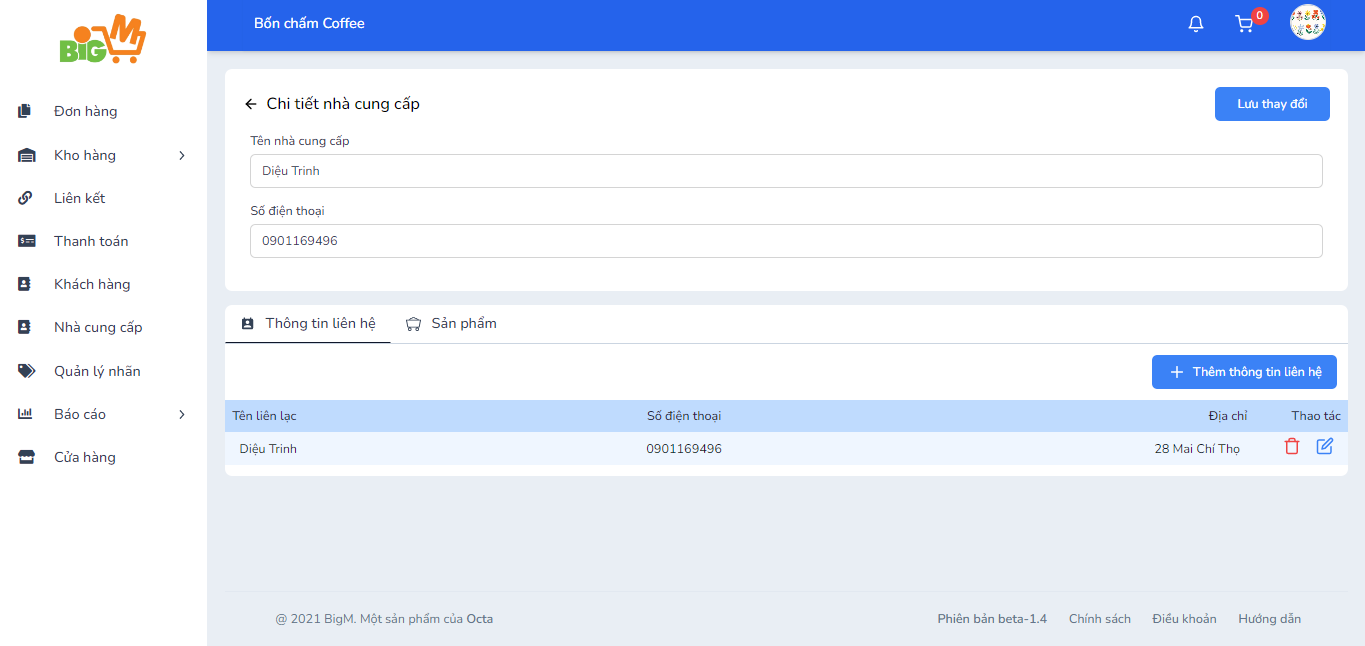 BIG M
Bốn chấm Coffee
0
Đơn hàng
Kho hàng
Liên kết
Thanh toán
Khách hàng
Nhà cung cấp
Quản lý nhãn
Báo cáo
Cửa hàng
Chi tiết nhà cung cấp
Lưu thay đổi
Tên nhà cung cấp
Diệu Trinh
Số điện thoại
0901169496
Thông tin liên hệ Sản phẩm
Thêm thông tin liên hệ
Tên liên lạc Số điện thoại Địa chỉ Thao tác
Diệu Trinh 0901169496 28 Mai Chí Thọ
@ 2021 BigM. Một sản phẩm của Octa Phiên bản beta-1.4 Chính sách Điều khoản Hướng dẫn